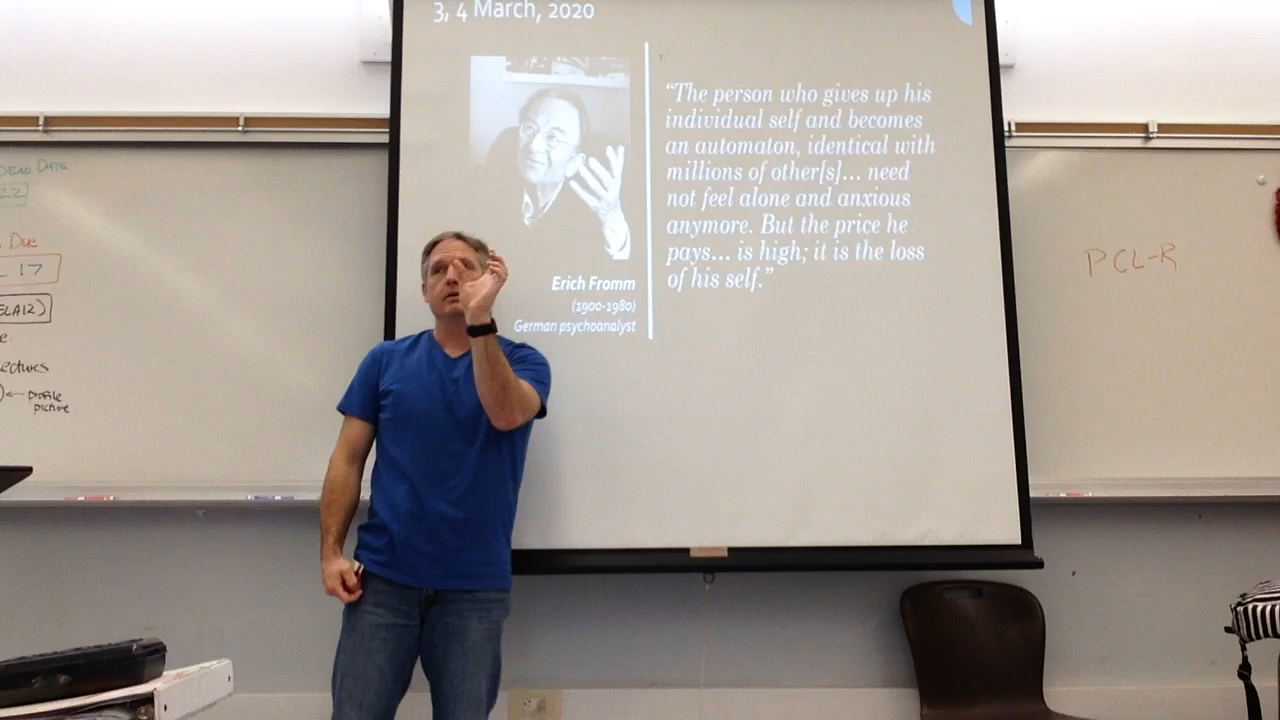 3, 4 March, 2020
"The person who gives up his
individual self and becomes
an automaton, identical with
millions of other[s]... need
not feel alone and anxious
anymore. But the price he
pays... is high; it is the loss
of his self."
Erich Fromm
(1900-1980)
German psychoanalyst
DATE
Due
17
ELA12)
ectures
← profile
picture
PCL-R